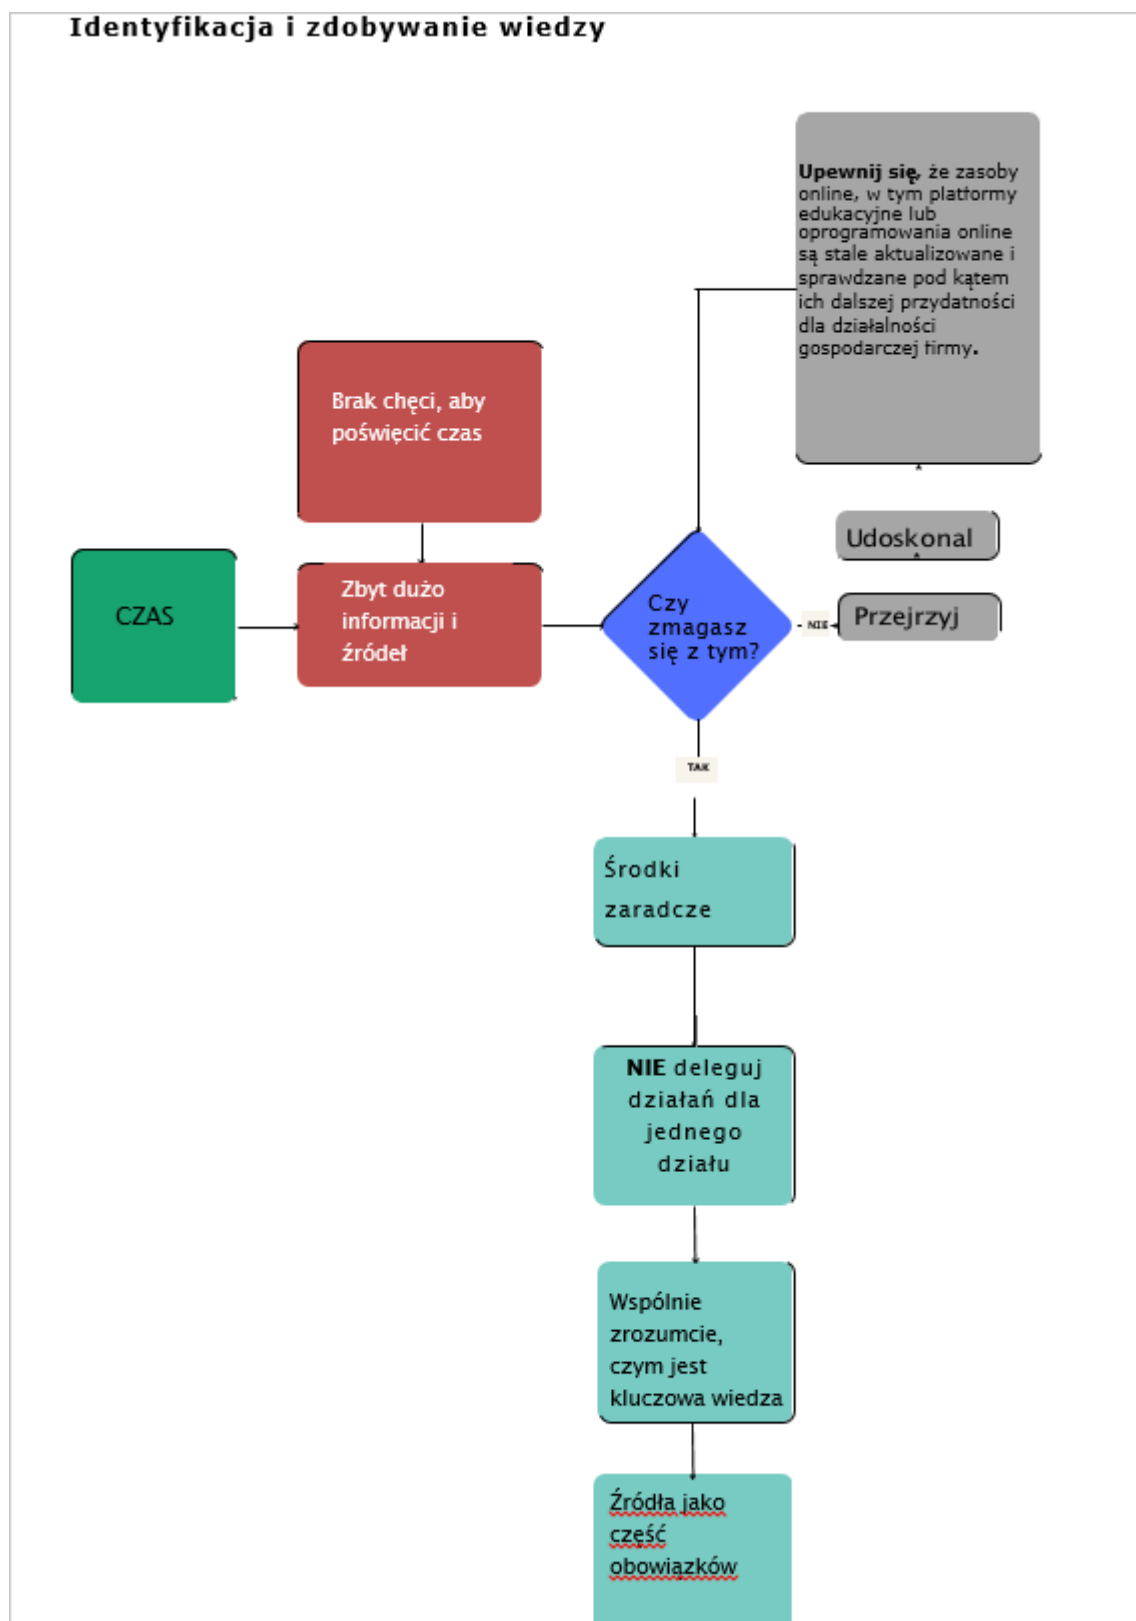 Identyfikacja i zdobywanie wiedzy
Upewnij się, że zasoby
online, w tym platformy
edukacyjne lub
oprogramowania online
są stale aktualizowane i
sprawdzane pod kątem
ich dalszej przydatności
dla działalności
gospodarczej firmy.
Brak chęci, aby
poświęcić czas
Udoskonal
CZAS
Zbyt dużo
informacji i
źródeł
Czy
zmagasz
się z tym?
NIE
Przejrzyj
TAK
Środki
zaradcze
NIE deleguj
działań dla
jednego
działu
Wspólnie
zrozumcie,
czym jest
kluczowa wiedza
Źródła jako
część
obowiązków